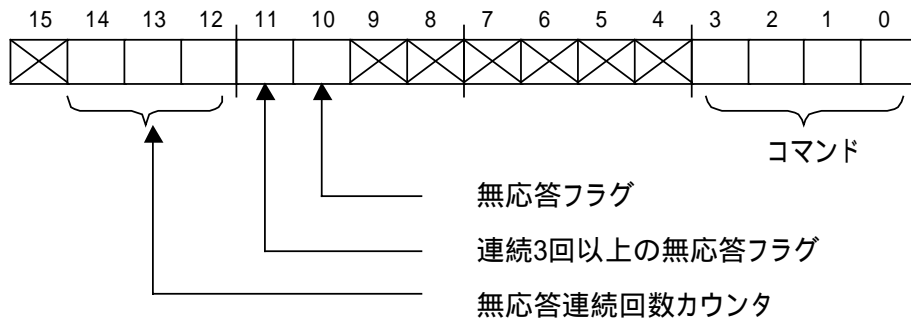 15 14 13 12 11 10 9 8 7 6 5 4 3 2 1 0
コマンド
無応答フラグ
連続3回以上の無応答フラグ
無応答連続回数カウンタ